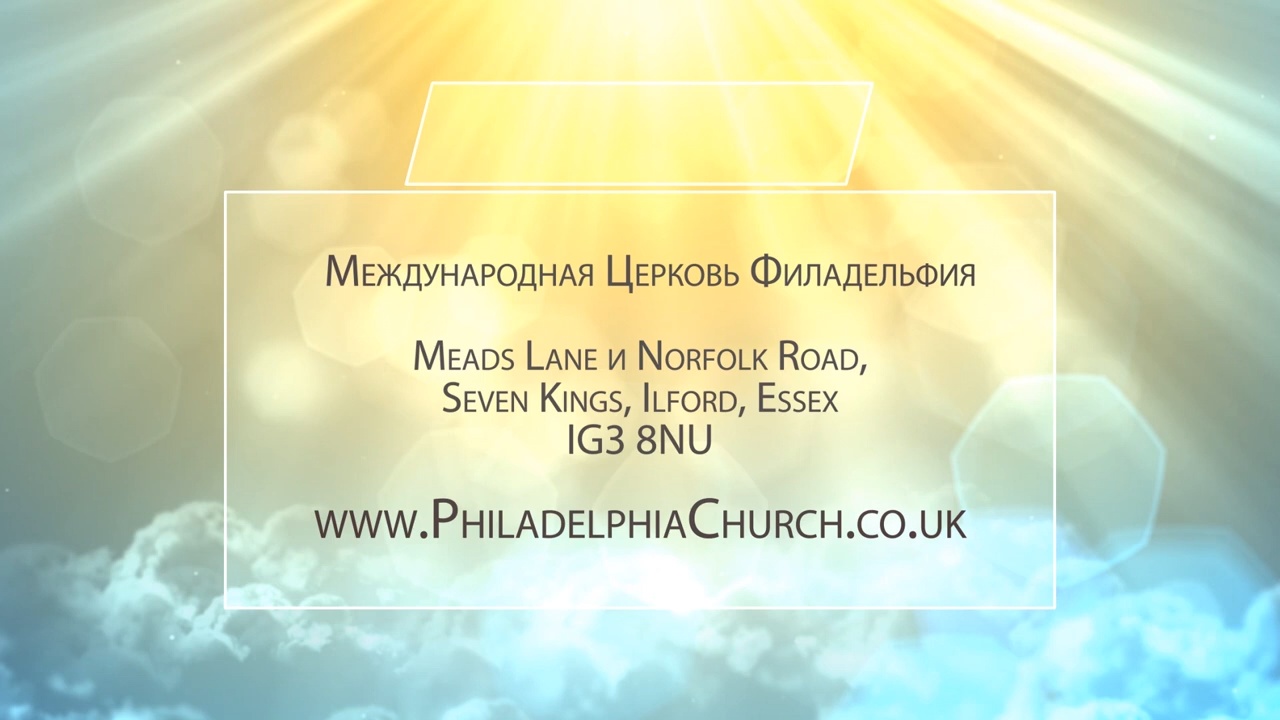 Международная Церковь Филадельфия
Meads Lane и Norfolk Road,
Seven Kings, Ilford, Essex
IG3 8NU
www.PhiladelphiaChurch.co.uk